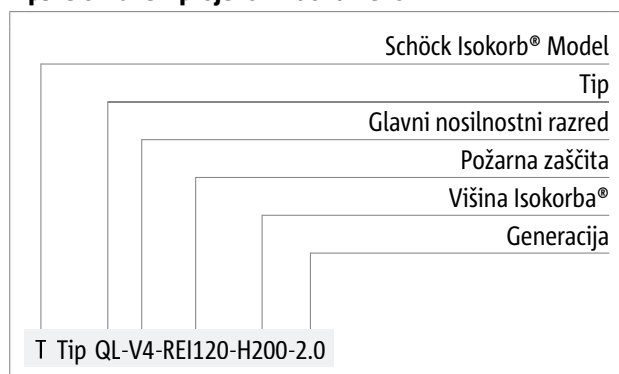 Schöck Isokorb® Model
Tip
Glavni nosilnostni razred
Požarna zaščita
Višina Isokorba®
Generacija
T Tip QL-V4-REI120-H200-2.0